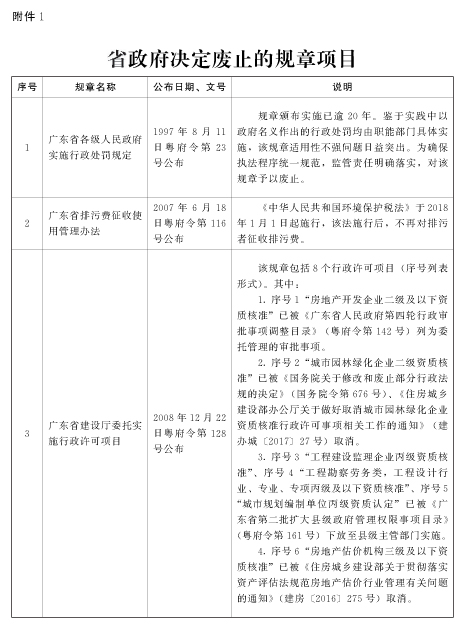 附件 1
省政府决定废止的规章项目
序号 规章名称 公布日期、文号 说明
1
广东省各级人民政府
实施行政处罚规定
1997 年 8 月 11
日粤府令第 23
号公布
规章颁布实施已逾 20 年。鉴于实践中以
政府名义作出的行政处罚均由职能部门具体实
施，该规章适用性不强问题日益突出。为确保
执法程序统一规范，监管责任明确落实，对该
规章予以废止。
2
广东省排污费征收使
用管理办法
2007 年 6 月 18
日粤府令第 116
号公布
《中华人民共和国环境保护税法》于 2018
年 1 月 1 日起施行，该法施行后，不再对排污
者征收排污费。
3
广东省建设厅委托实
施行政许可项目
2008 年 12 月 22
日粤府令第 128
号公布
该规章包括 8 个行政许可项目（序号列表
形式）。其中：
1. 序号 1“房地产开发企业二级及以下资
质核准”已被《广东省人民政府第四轮行政审
批事项调整目录》（粤府令第 142 号）列为委
托管理的审批事项。
2. 序号 2“城市园林绿化企业二级资质核
准”已被《国务院关于修改和废止部分行政法
规的决定》（国务院令第 676 号）、《住房城乡
建设部办公厅关于做好取消城市园林绿化企业
资质核准行政许可事项相关工作的通知》（建
办城〔2017〕27 号）取消。
3. 序号 3“工程建设监理企业丙级资质核
准”、序号 4“工程勘察劳务类，工程设计行
业、专业、专项丙级及以下资质核准”、序号 5
“城市规划编制单位丙级资质认定”已被《广
东省第二批扩大县级政府管理权限事项目录》
（粤府令第 161 号）下放至县级主管部门实施。
4. 序号 6“房地产估价机构三级及以下资
质核准”已被《住房城乡建设部关于贯彻落实
资产评估法规范房地产估价行业管理有关问题
的通知》（建房〔2016〕275 号）取消。